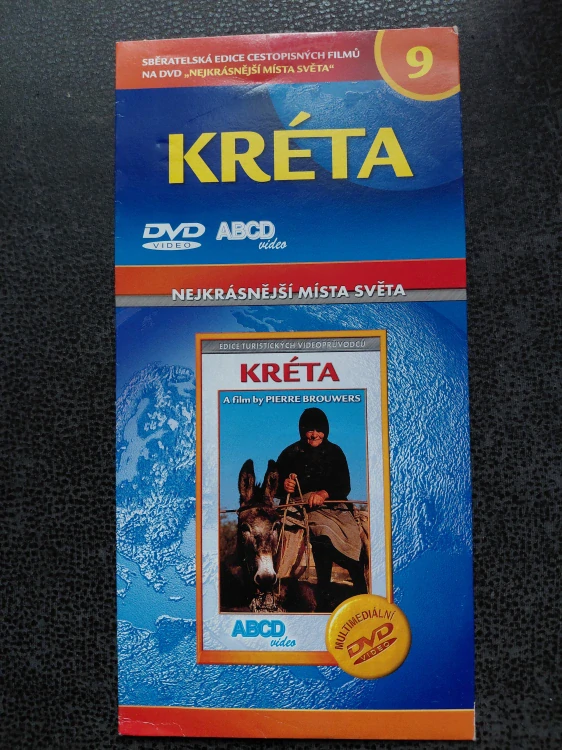 SBĚRATELSKÁ EDICE CESTOPISNÝCH FILMŮ
NA DVD „NEJKRÁSNĚJŠÍ MÍSTA SVĚTA“
9
KRÉTA
DVD
VIDEO
ABCD
video
NEJKRÁSNĚJŠÍ MÍSTA SVĚTA
EDICE TURISTICKÝCH VIDEOPRŮVODCŮ
KRÉTA
A film by PIERRE BROUWERS
ABCD
video
MULTIMEDIÁLNÍ
DVD
VIDEO